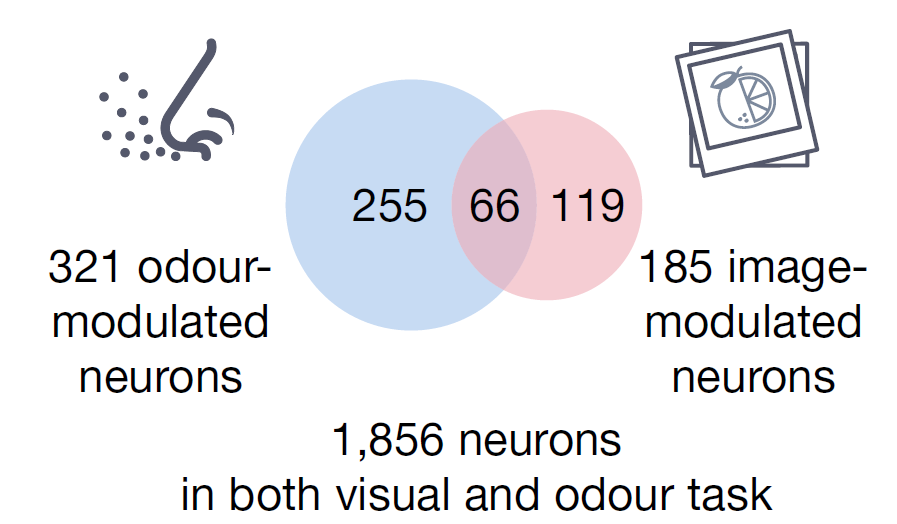 255 66 119
321 odour-
modulated
neurons
185 image-
modulated
neurons
1,856 neurons
in both visual and odour task